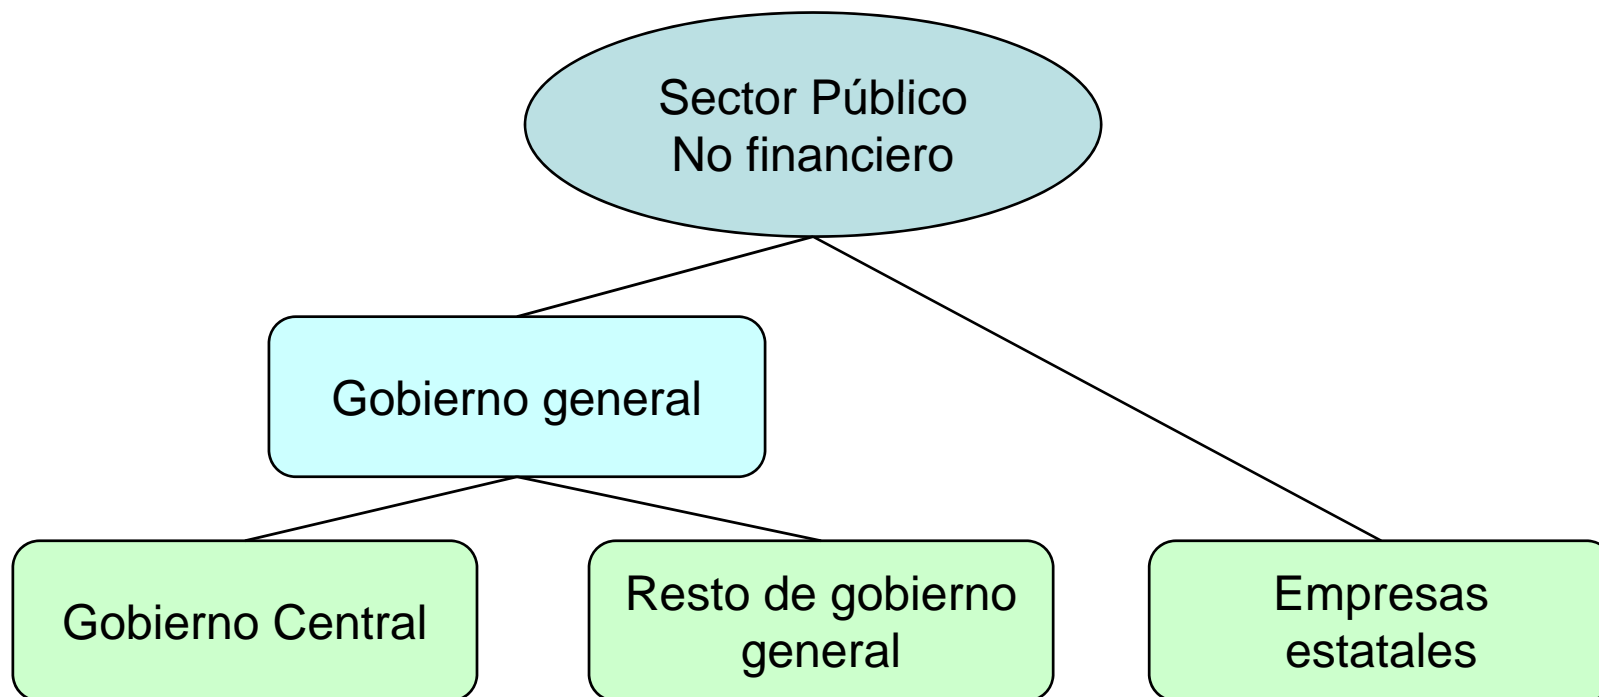 Sector Público
No financiero
Gobierno general
Gobierno Central
Resto de gobierno
general
Empresas
estatales